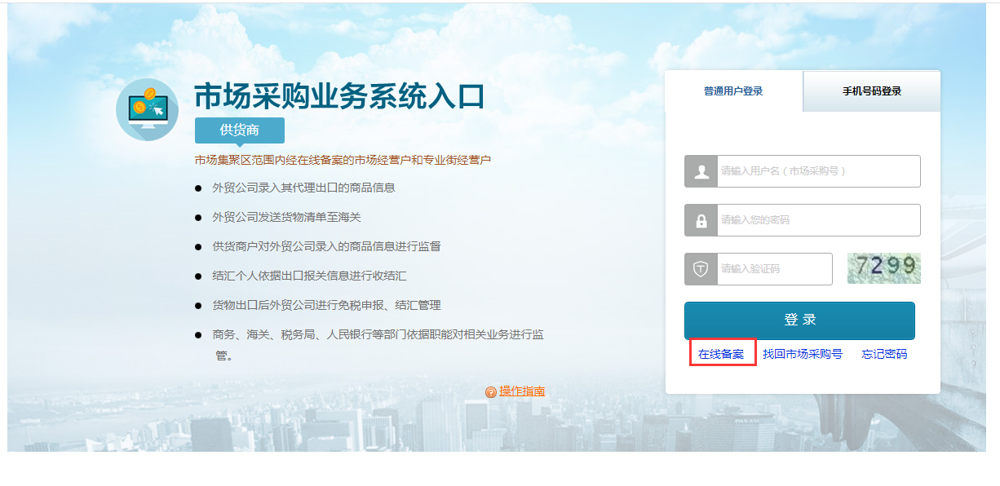 市场采购业务系统入口
供货商
市场集聚区范围内经在线备案的市场经营户和专业街经营户
外贸公司录入其代理出口的商品信息
外贸公司发送货物清单至海关
供货商户对外贸公司录入的商品信息进行监督
结汇个人依据出口报关信息进行收结汇
货物出口后外贸公司进行免税申报、结汇管理
商务、海关、税务局、人民银行等部门依据职能对相关业务进行监
管。
? 操作指南
普通用户登录 手机号码登录
请输入用户名（市场采购号）
请输入您的密码
请输入验证码 7299
登 录
在线备案 找回市场采购号 忘记密码